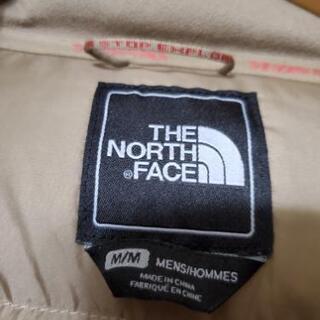 THE
NORTH
®FACE
M/M MENS/HOMMES
MADE IN CHINA
FABRIQUÉ EN CHINE